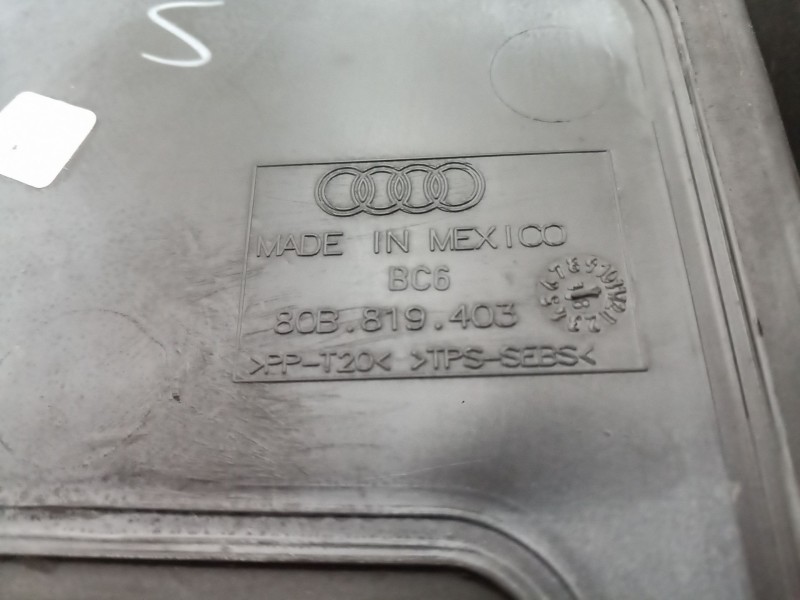 S
MADE IN MEXICO
BC6
80B.819.403
>PP-T20< >TPS-SEBS<